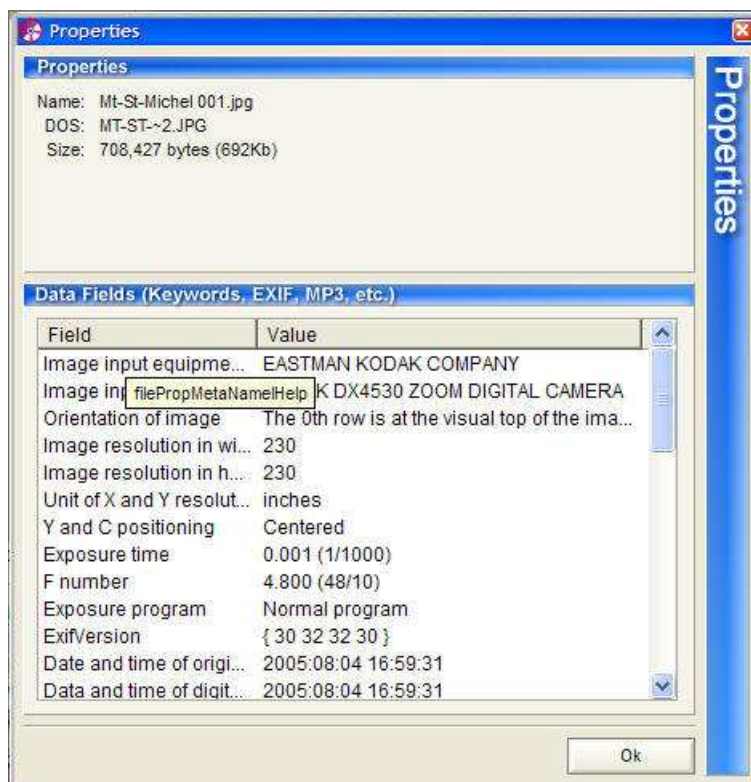 Properties
Properties
Name: Mt-St-Michel 001.jpg
DOS: MT-ST-~2.JPG
Size: 708,427 bytes (692Kb)
Properties
Data Fields (Keywords, EXIF, MP3, etc.)
Field Value
Image input equipme... EASTMAN KODAK COMPANY
Image inp filePropMetaNamelHelp K DX4530 ZOOM DIGITAL CAMERA
Orientation of image The 0th row is at the visual top of the ima...
Image resolution in wi... 230
Image resolution in h... 230
Unit of X and Y resolut... inches
Y and C positioning Centered
Exposure time 0.001 (1/1000)
F number 4.800 (48/10)
Exposure program Normal program
ExifVersion { 30 32 32 30 }
Date and time of origi... 2005:08:04 16:59:31
Data and time of digit... 2005:08:04 16:59:31
Ok